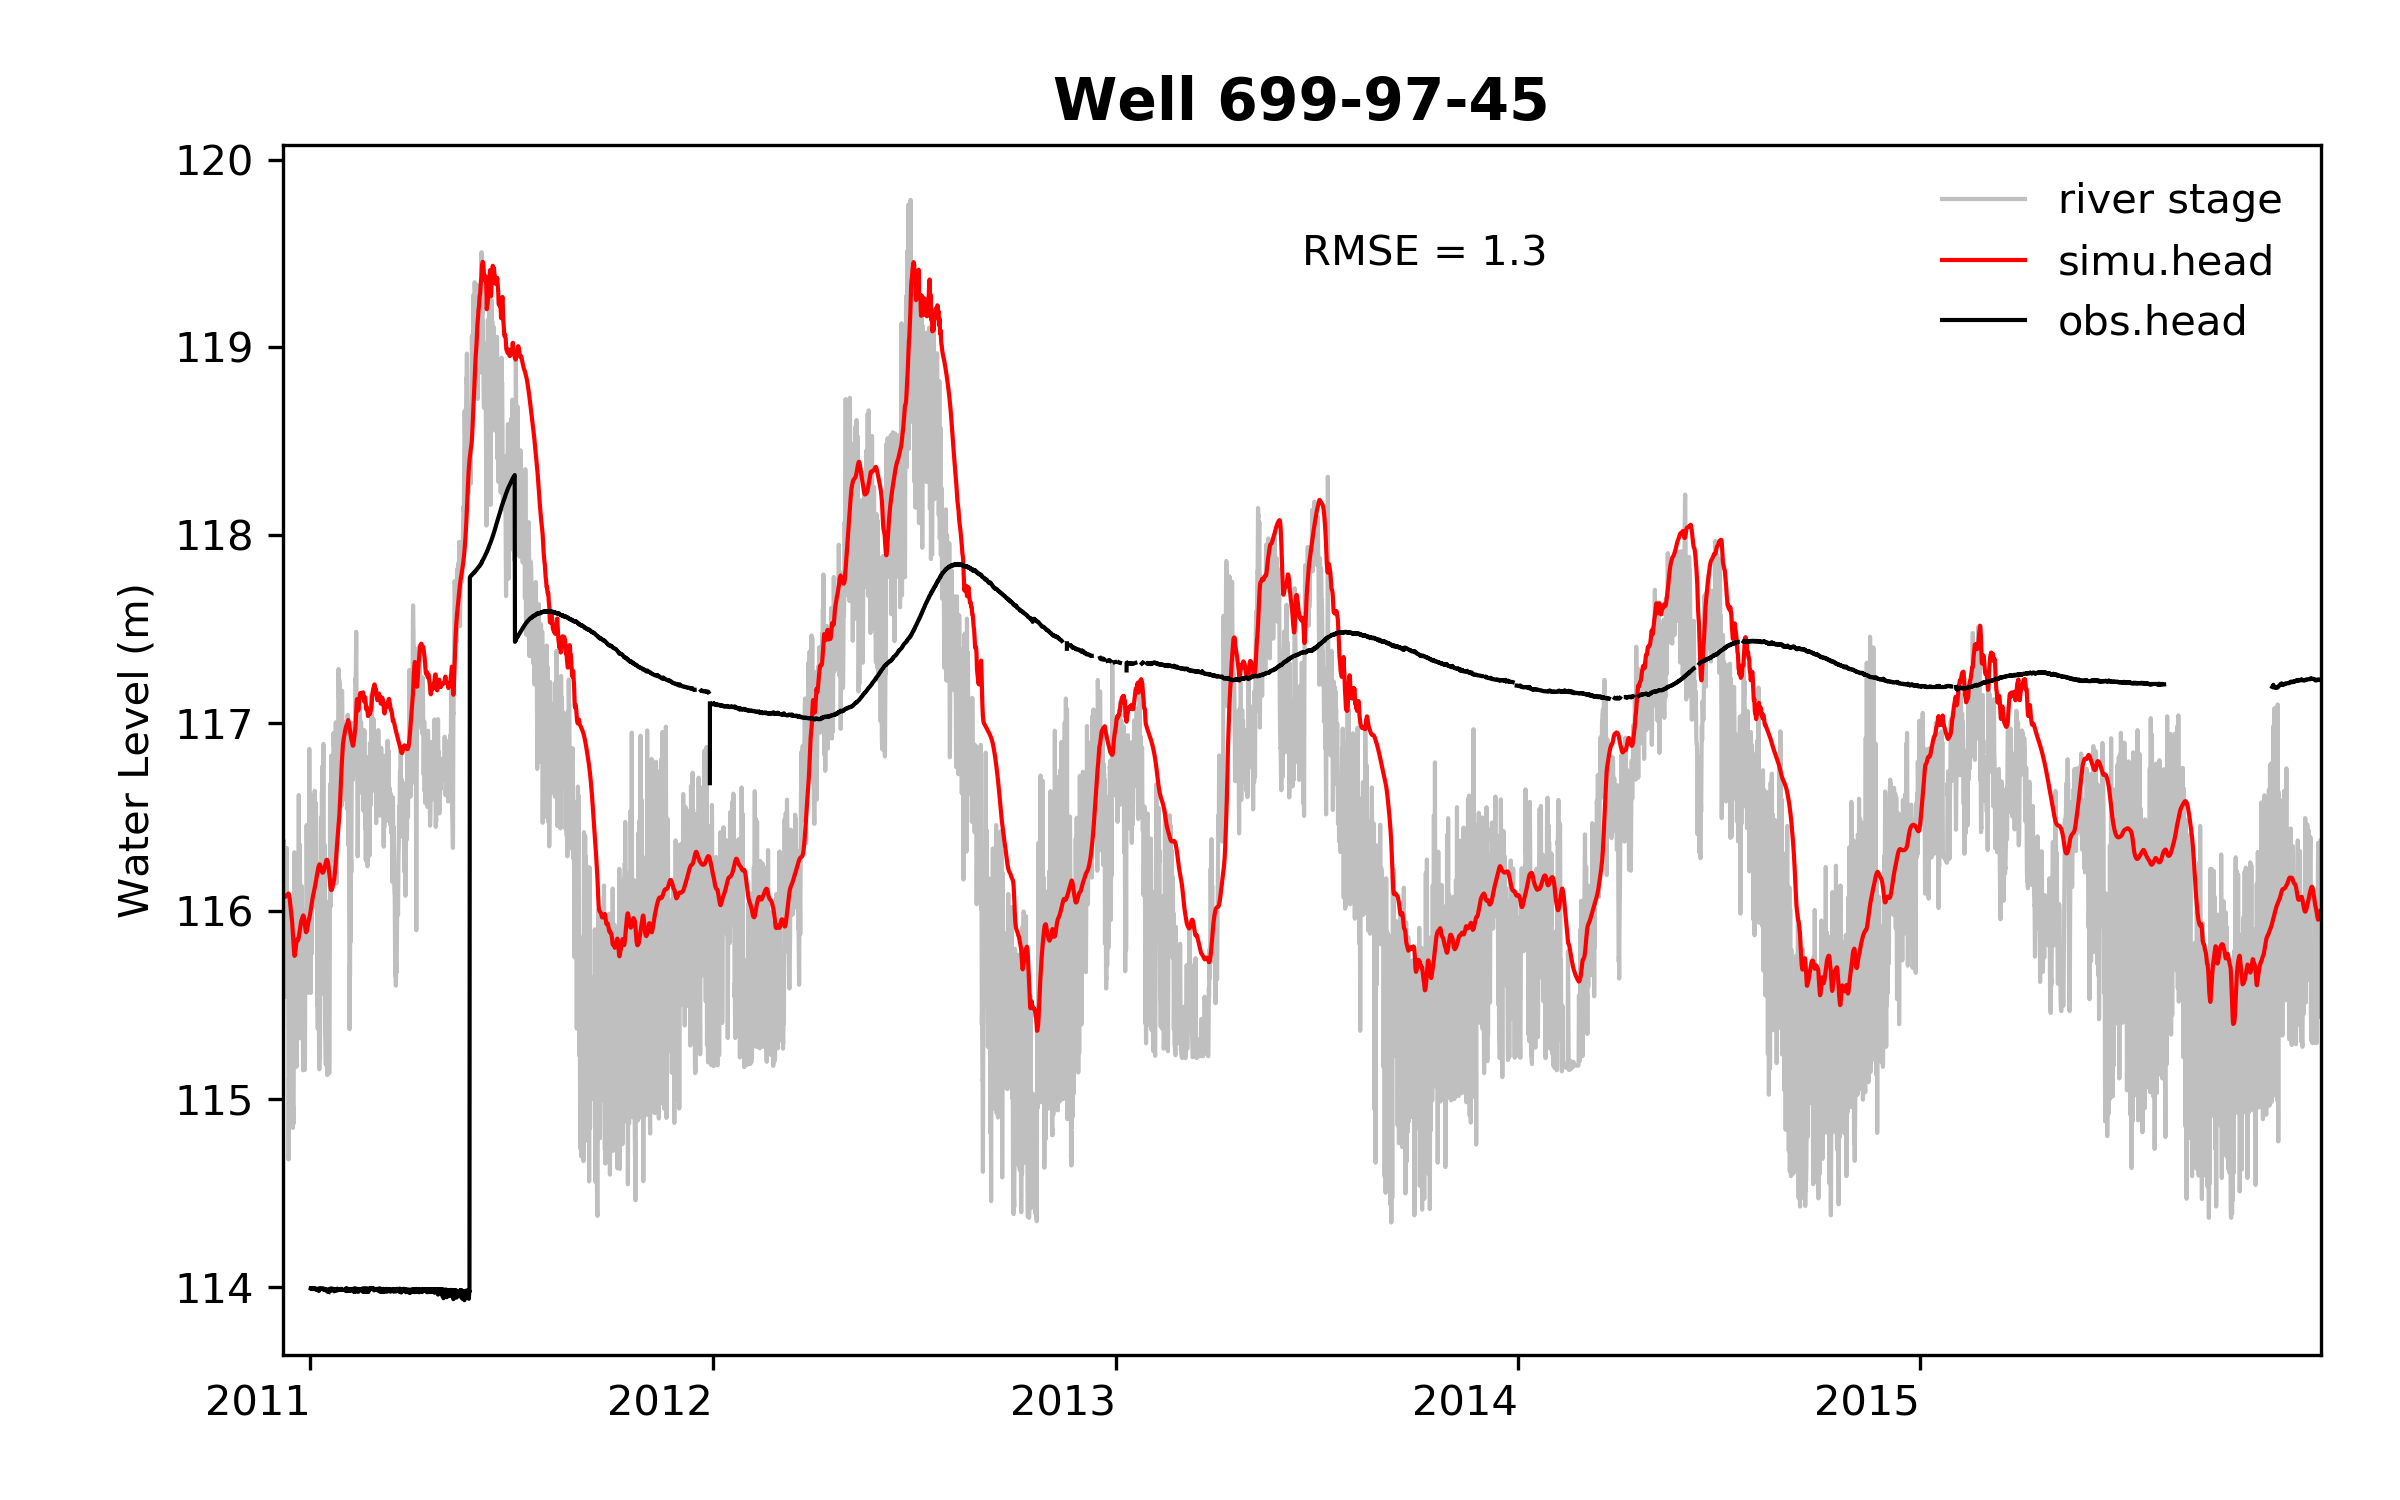 Well 699-97-45
120
119
118
117
116
115
114
Water Level (m)
RMSE = 1.3
river stage
simu.head
obs.head
2011
2012
2013
2014
2015